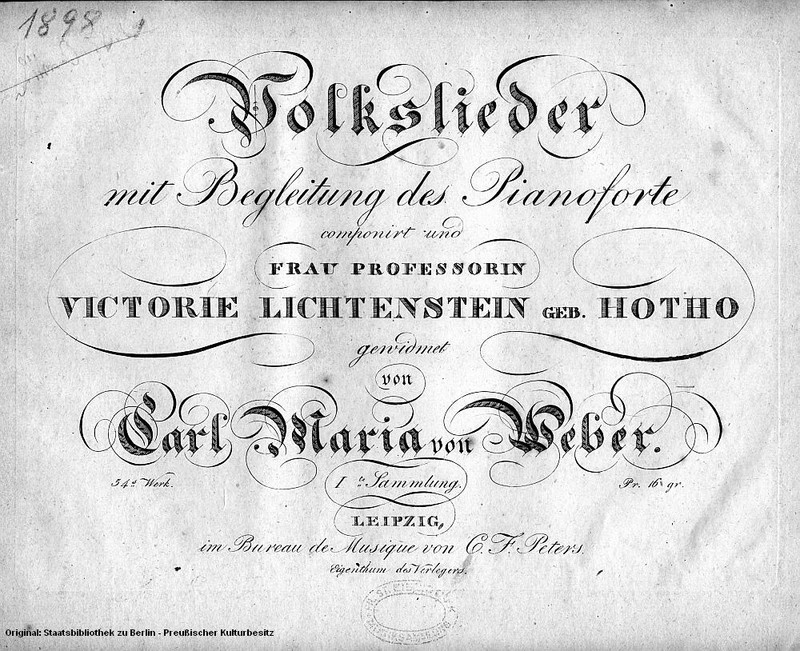 1898
Volkslieder
mit Begleitung des Pianoforte
componirt und
FRAU PROFESSORIN
VICTORIE LICHTENSTEIN GEB. HOTHO
gewidmet
von
Carl Maria von Weber.
54s Werk. Ie Sammlung. Pr. 16 gr.
LEIPZIG,
im Bureau de Musique von C. F. Peters.
Eigenthum des Verlegers.
Original: Staatsbibliothek zu Berlin - Preußischer Kulturbesitz